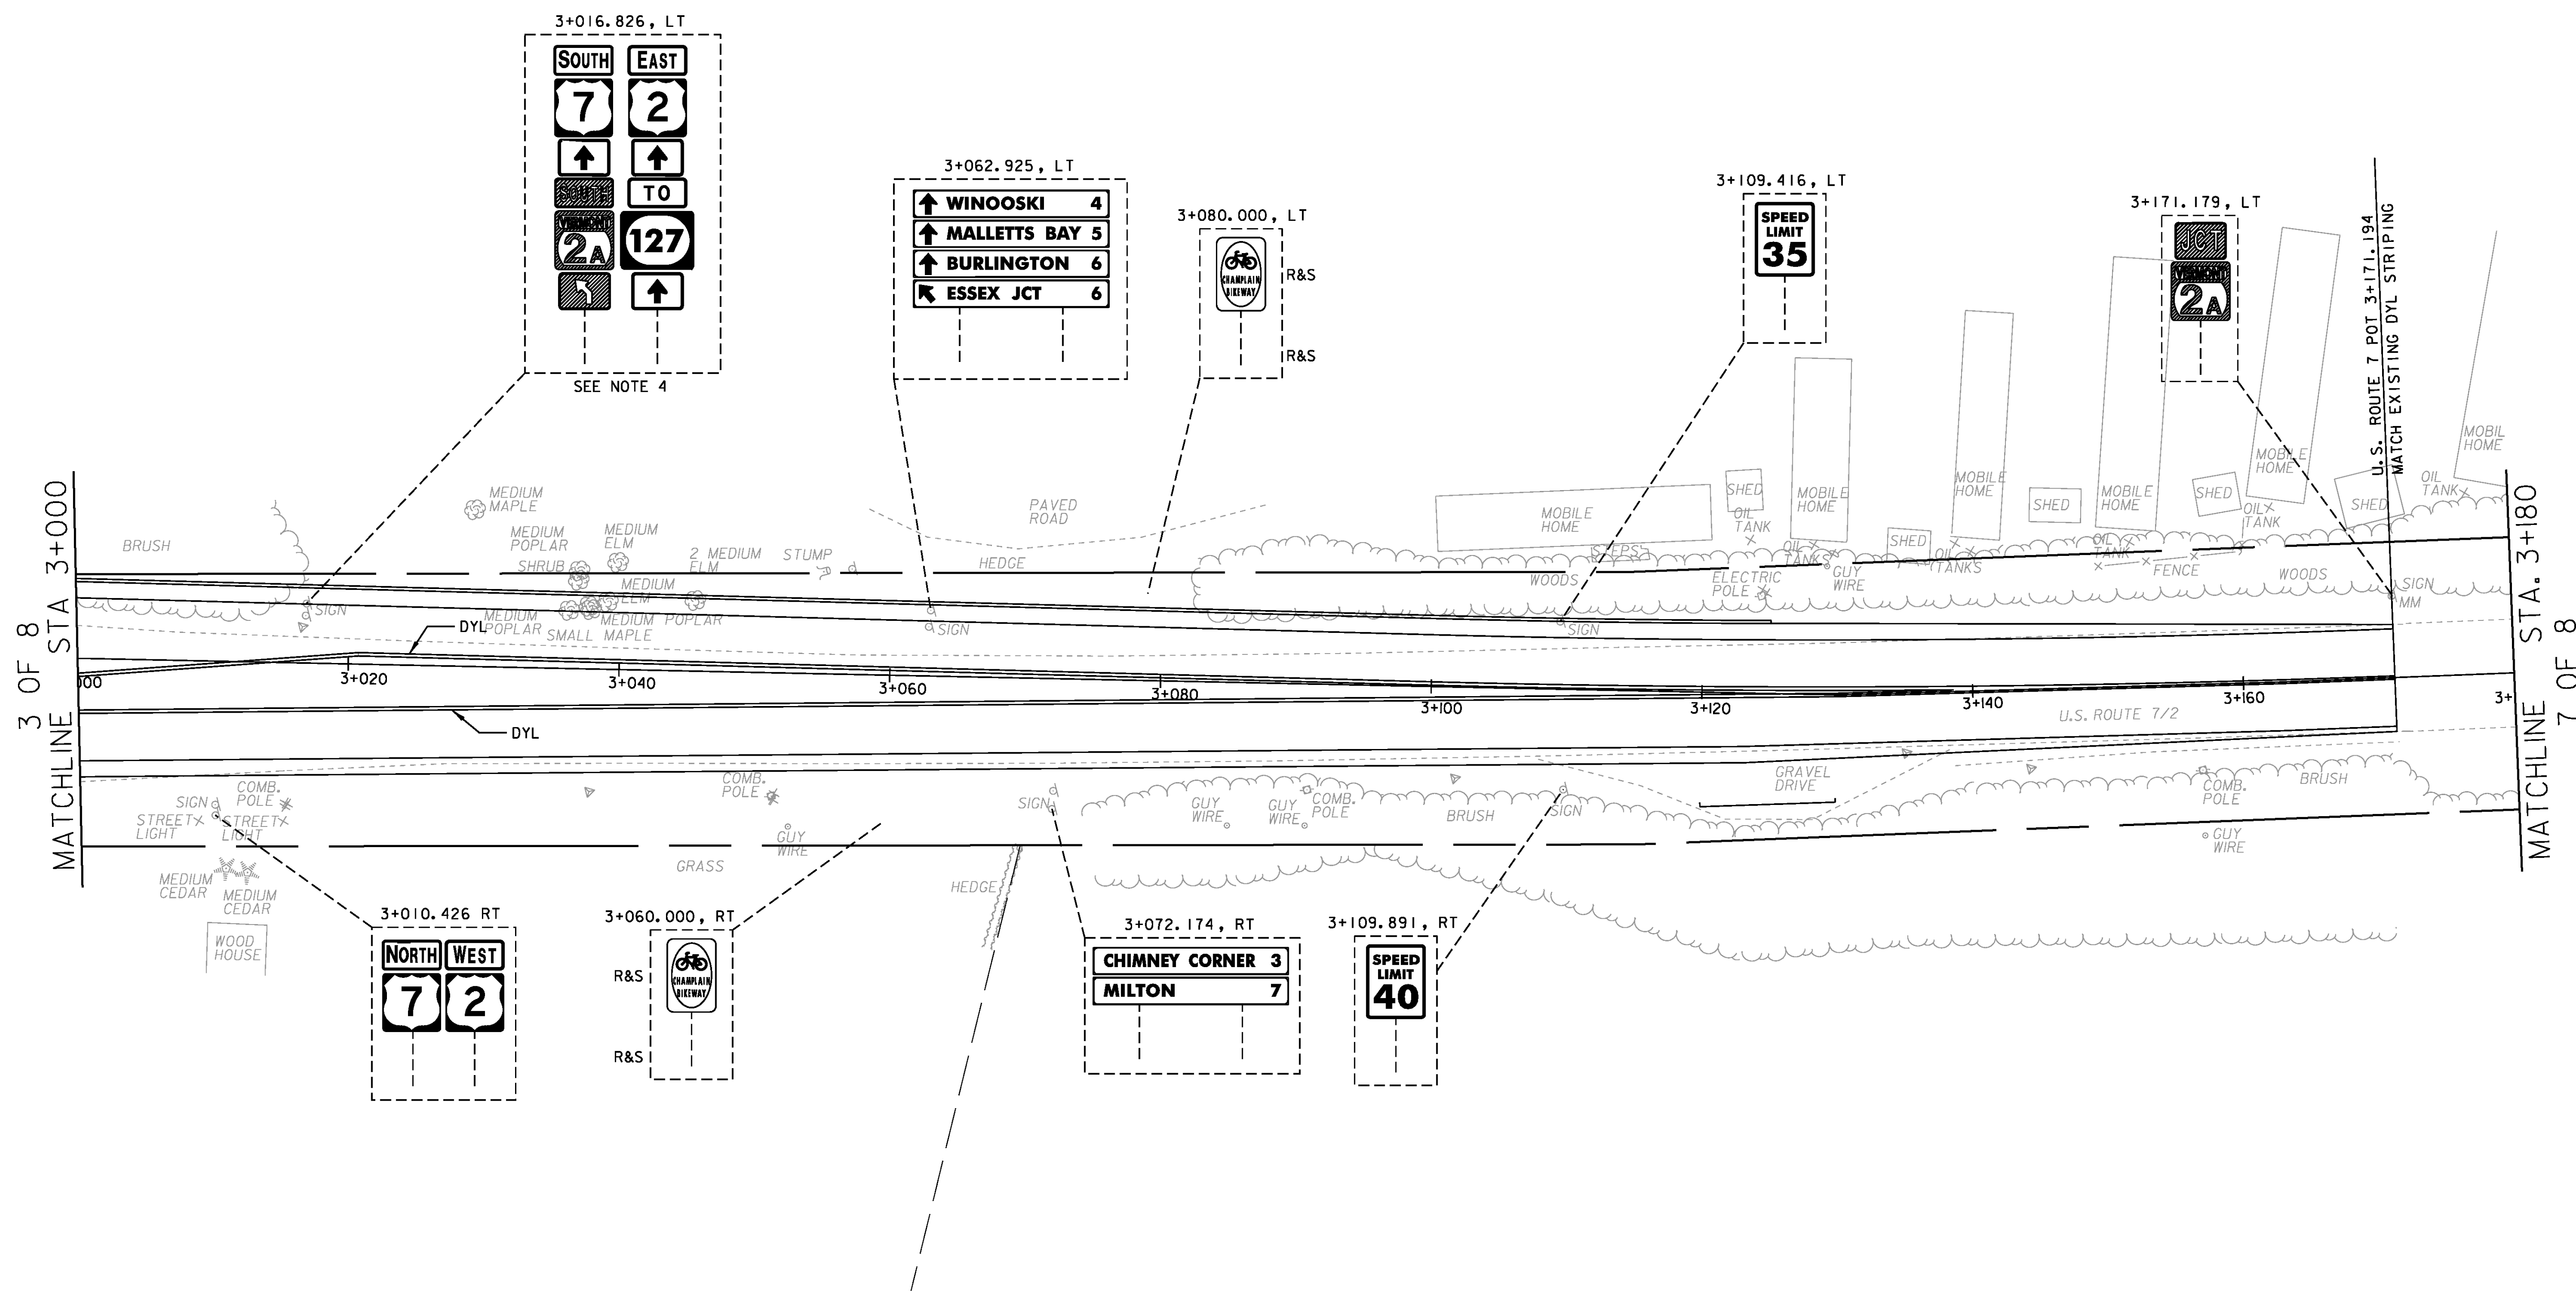 3+016.826, LT
SOUTH
7
SOUTH
VERMONT
2A
EAST
2
TO
127
SEE NOTE 4
3+062.925, LT
WINOOSKI 4
MALLETTS BAY 5
BURLINGTON 6
ESSEX JCT 6
3+080.000, LT
CHAMPLAIN
BIKEWAY
R&S
R&S
3+109.416, LT
SPEED
LIMIT
35
3+171.179, LT
JCT
VERMONT
2A
U.S. ROUTE 7 POT 3+171.194
MATCH EXISTING DYL STRIPING
3 OF 8
MATCHLINE STA 3+000
BRUSH
SIGN
MEDIUM
MAPLE
MEDIUM
POPLAR
MEDIUM
ELM
SHRUB
MEDIUM
ELM
2 MEDIUM
ELM
STUMP
MEDIUM
POPLAR
SMALL MAPLE
MEDIUM POPLAR
SIGN
HEDGE
PAVED
ROAD
MOBILE
HOME
STEPS
WOODS
SIGN
SHED
OIL
TANK
ELECTRIC
POLE
MOBILE
HOME
OIL
TANKS
GUY
WIRE
SHED
OIL
TANKS
MOBILE
HOME
SHED
MOBILE
HOME
OIL
TANK
FENCE
SHED
OIL
TANK
MOBILE
HOME
WOODS
SHED
OIL
TANK
MOBIL
HOME
SIGN
MM
DYL
DYL
000
3+020
3+040
3+060
3+080
3+100
3+120
3+140
3+160
3+
U.S. ROUTE 7/2
MATCHLINE STA. 3+180
7 OF 8
SIGN
COMB.
POLE
STREET
LIGHT
STREET
LIGHT
MEDIUM
CEDAR
MEDIUM
CEDAR
WOOD
HOUSE
COMB.
POLE
GUY
WIRE
GRASS
HEDGE
SIGN
GUY
WIRE
GUY
WIRE
COMB.
POLE
BRUSH
SIGN
GRAVEL
DRIVE
COMB.
POLE
BRUSH
GUY
WIRE
3+010.426 RT
NORTH
7
WEST
2
3+060.000, RT
CHAMPLAIN
BIKEWAY
R&S
R&S
3+072.174, RT
CHIMNEY CORNER 3
MILTON 7
3+109.891, RT
SPEED
LIMIT
40